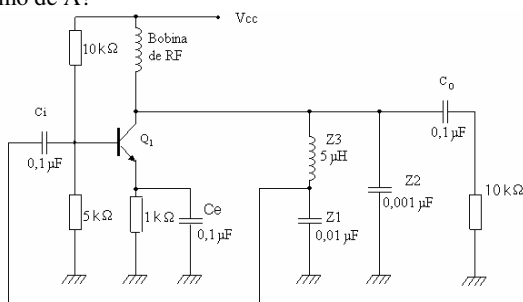 mo de A?
Vcc
10 kΩ
Bobina
de RF
Ci
0,1 µF
Q1
5 kΩ
1 kΩ
Ce
0,1 µF
Z3
5 µH
Z1
0,01 µF
Z2
0,001 µF
Co
0,1 µF
10 kΩ